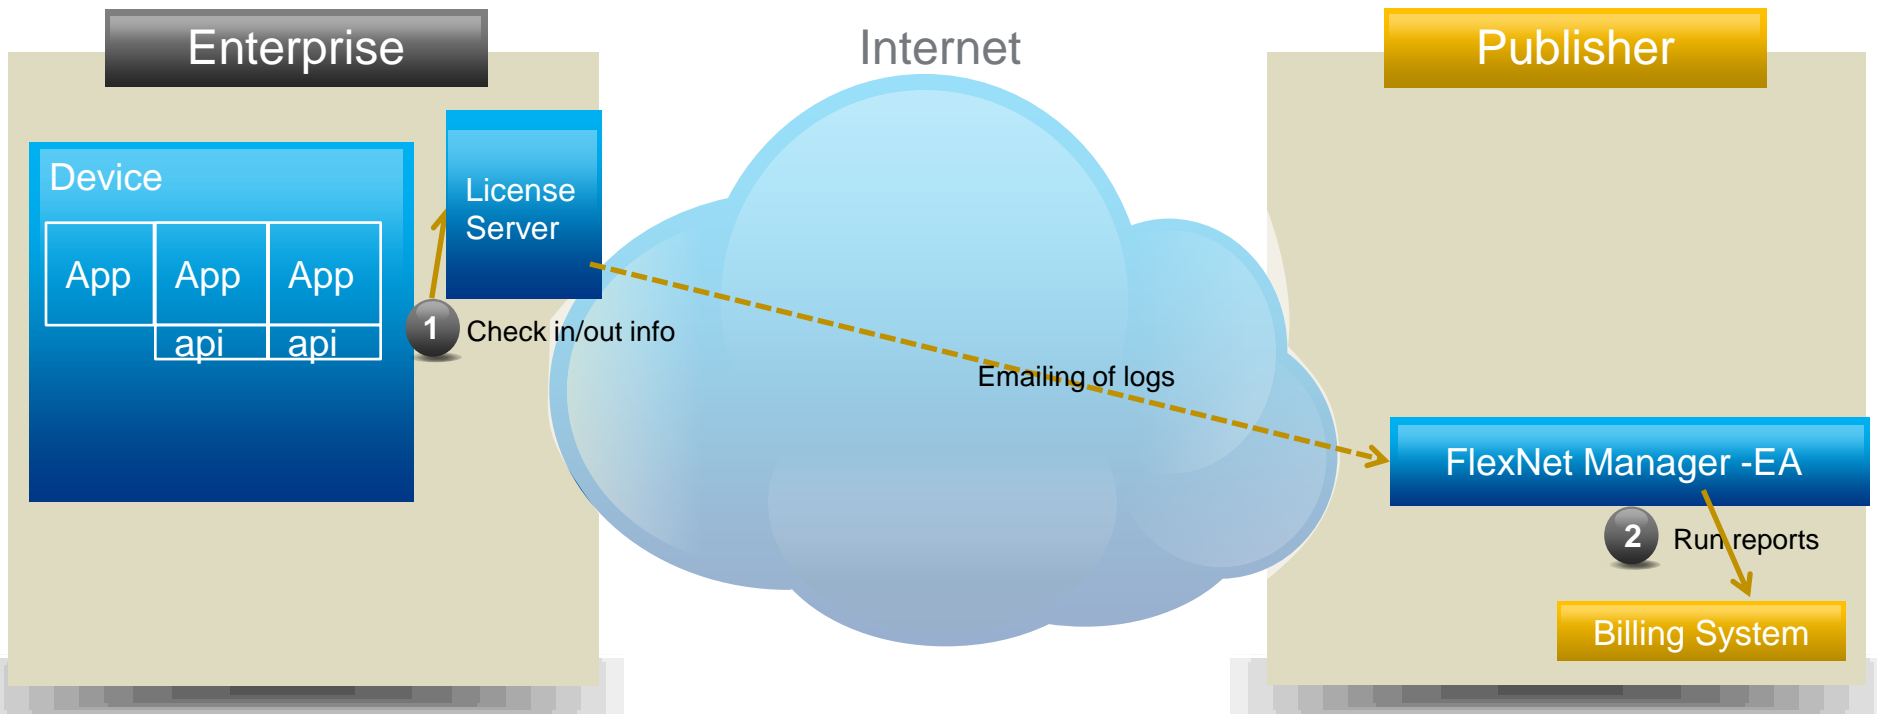 Enterprise
Internet
Publisher
Device
App
App
App
api
api
License
Server
1
Check in/out info
Emailing of logs
FlexNet Manager -EA
2
Run reports
Billing System